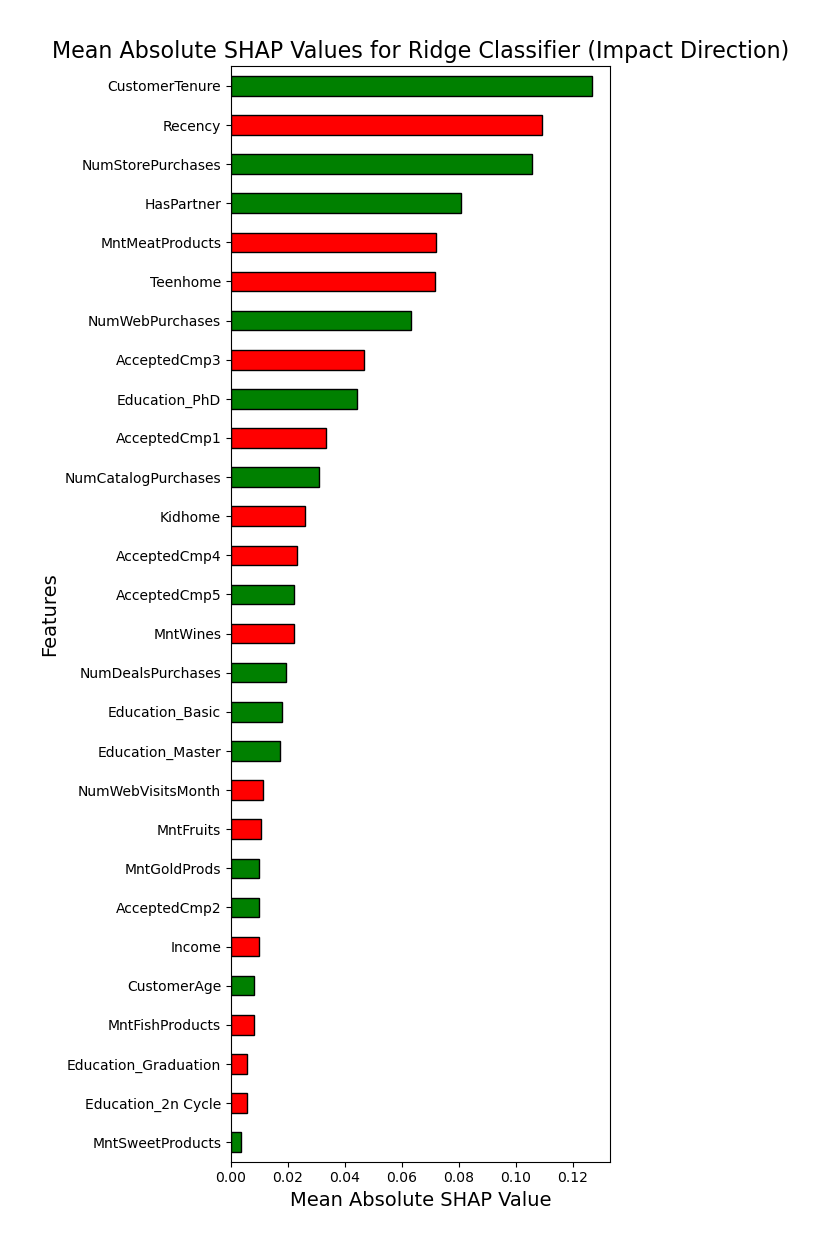 Mean Absolute SHAP Values for Ridge Classifier (Impact Direction)
CustomerTenure
Recency
NumStorePurchases
HasPartner
MntMeatProducts
Teenhome
NumWebPurchases
AcceptedCmp3
Education_PhD
AcceptedCmp1
NumCatalogPurchases
Kidhome
AcceptedCmp4
AcceptedCmp5
MntWines
NumDealsPurchases
Education_Basic
Education_Master
NumWebVisitsMonth
MntFruits
MntGoldProds
AcceptedCmp2
Income
CustomerAge
MntFishProducts
Education_Graduation
Education_2n Cycle
MntSweetProducts
Features
0.00 0.02 0.04 0.06 0.08 0.10 0.12
Mean Absolute SHAP Value